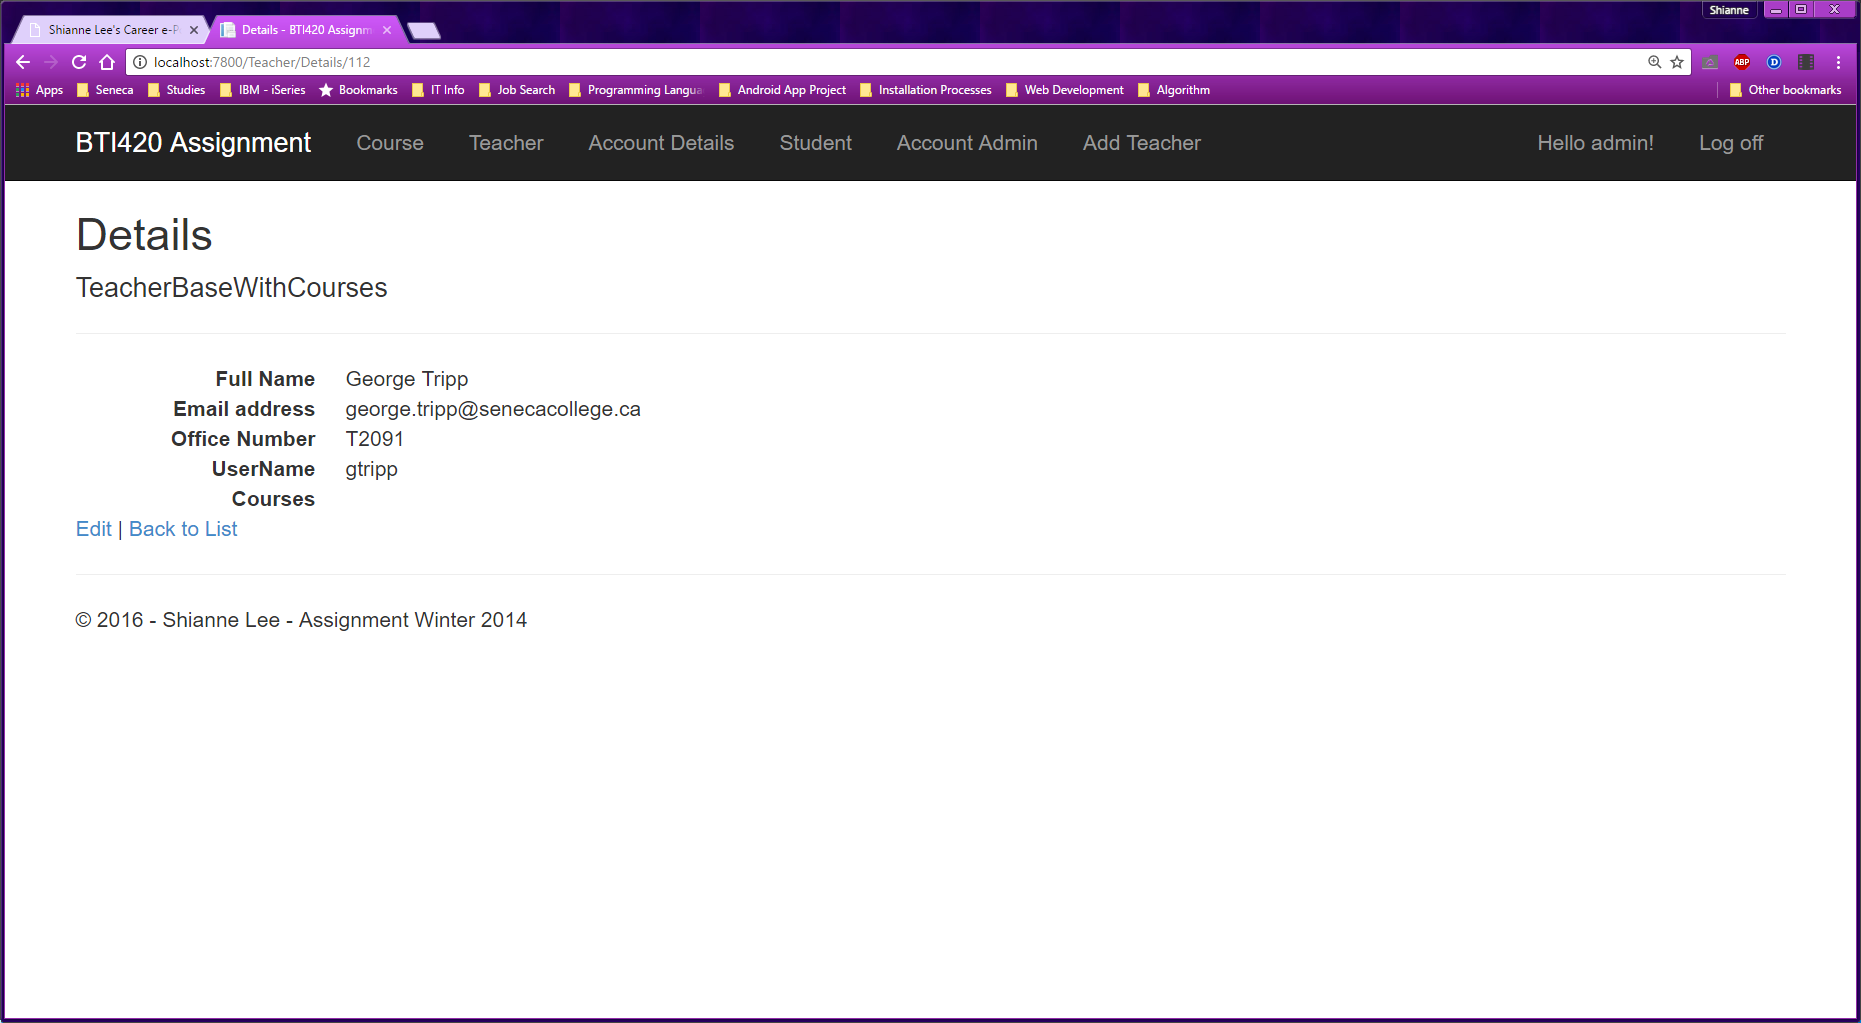 Shianne
Shianne Lee's Career e-P
Details - BTI420 Assignm
localhost:7800/Teacher/Details/112
ABP
D
Apps Seneca Studies IBM - iSeries Bookmarks IT Info Job Search Programming Langua Android App Project Installation Processes Web Development Algorithm Other bookmarks
BTI420 Assignment Course Teacher Account Details Student Account Admin Add Teacher Hello admin! Log off
Details
TeacherBaseWithCourses
Full Name George Tripp
Email address george.tripp@senecacollege.ca
Office Number T2091
UserName gtripp
Courses
Edit | Back to List
© 2016 - Shianne Lee - Assignment Winter 2014